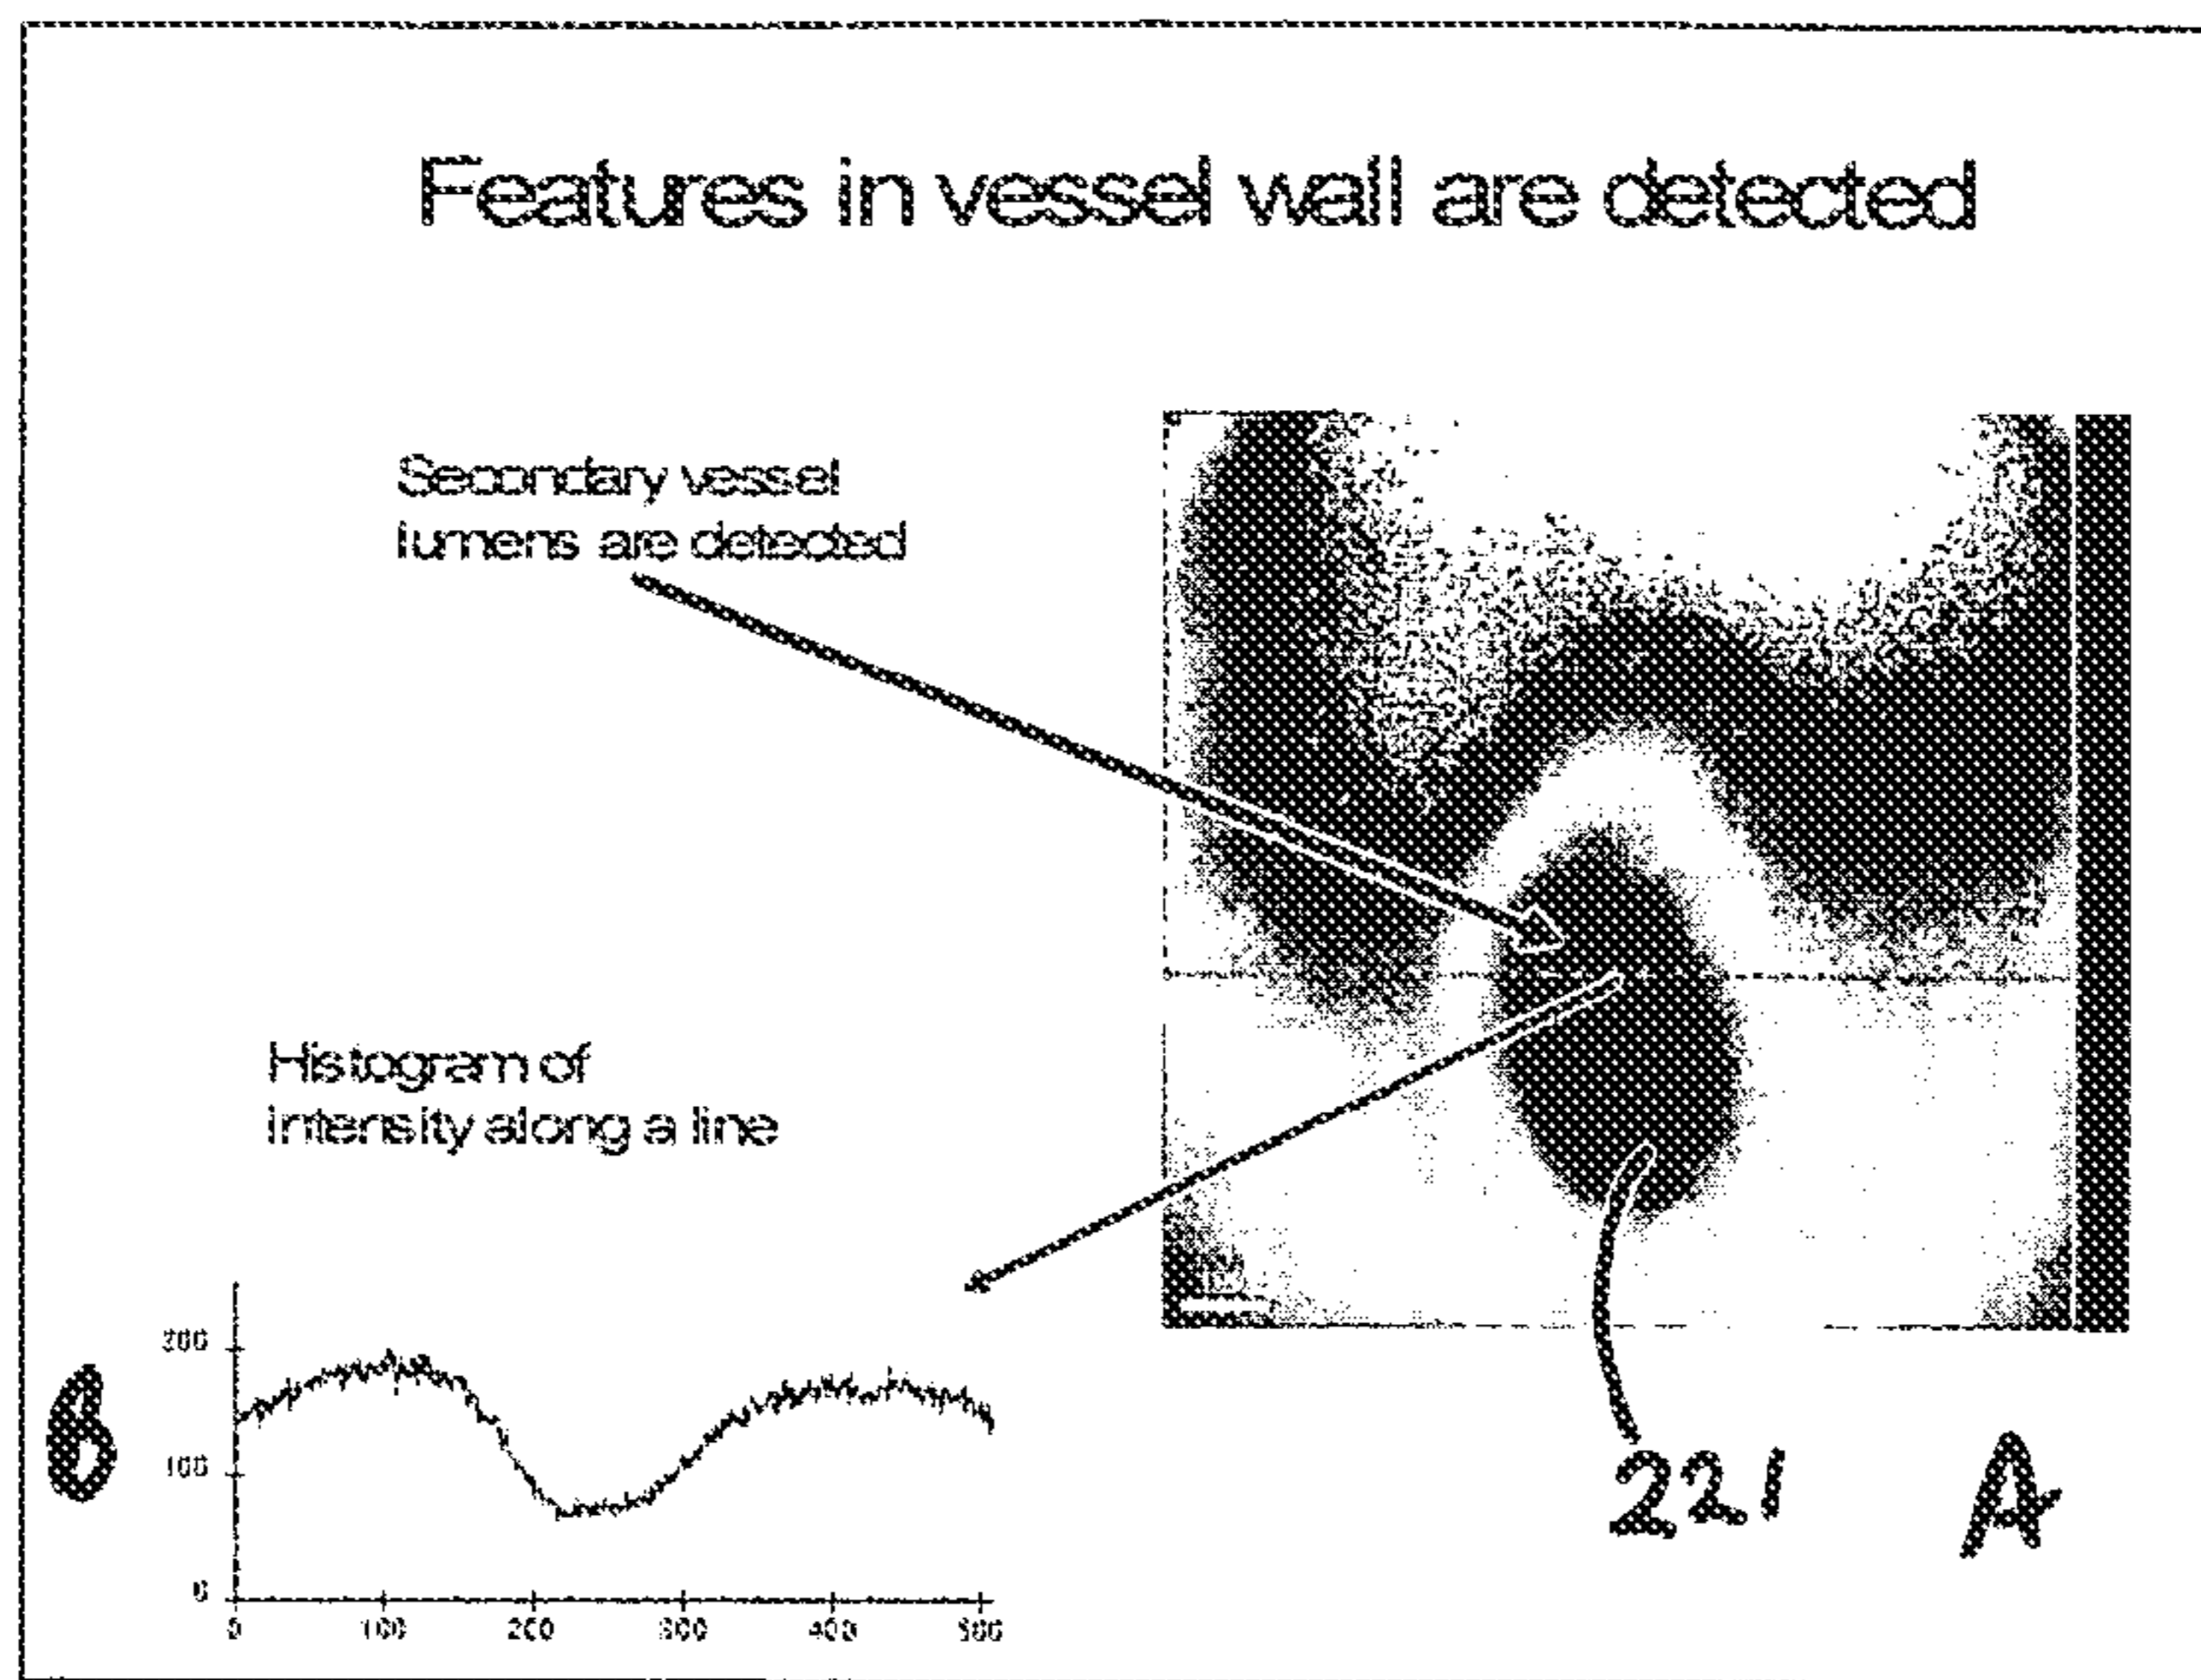 Features in vessel wall are detected
Secondary vessel
lumens are detected
Histogram of
intensity along a line
B
200
100
0
0 100 200 300 400 500
221
A